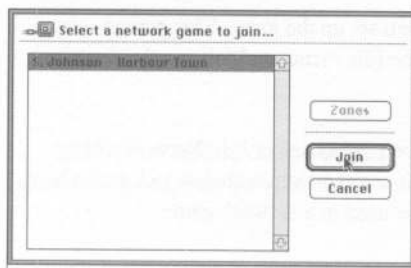 Select a network game to join...
S. Johnson - Harbour Town
Zones
Join
Cancel